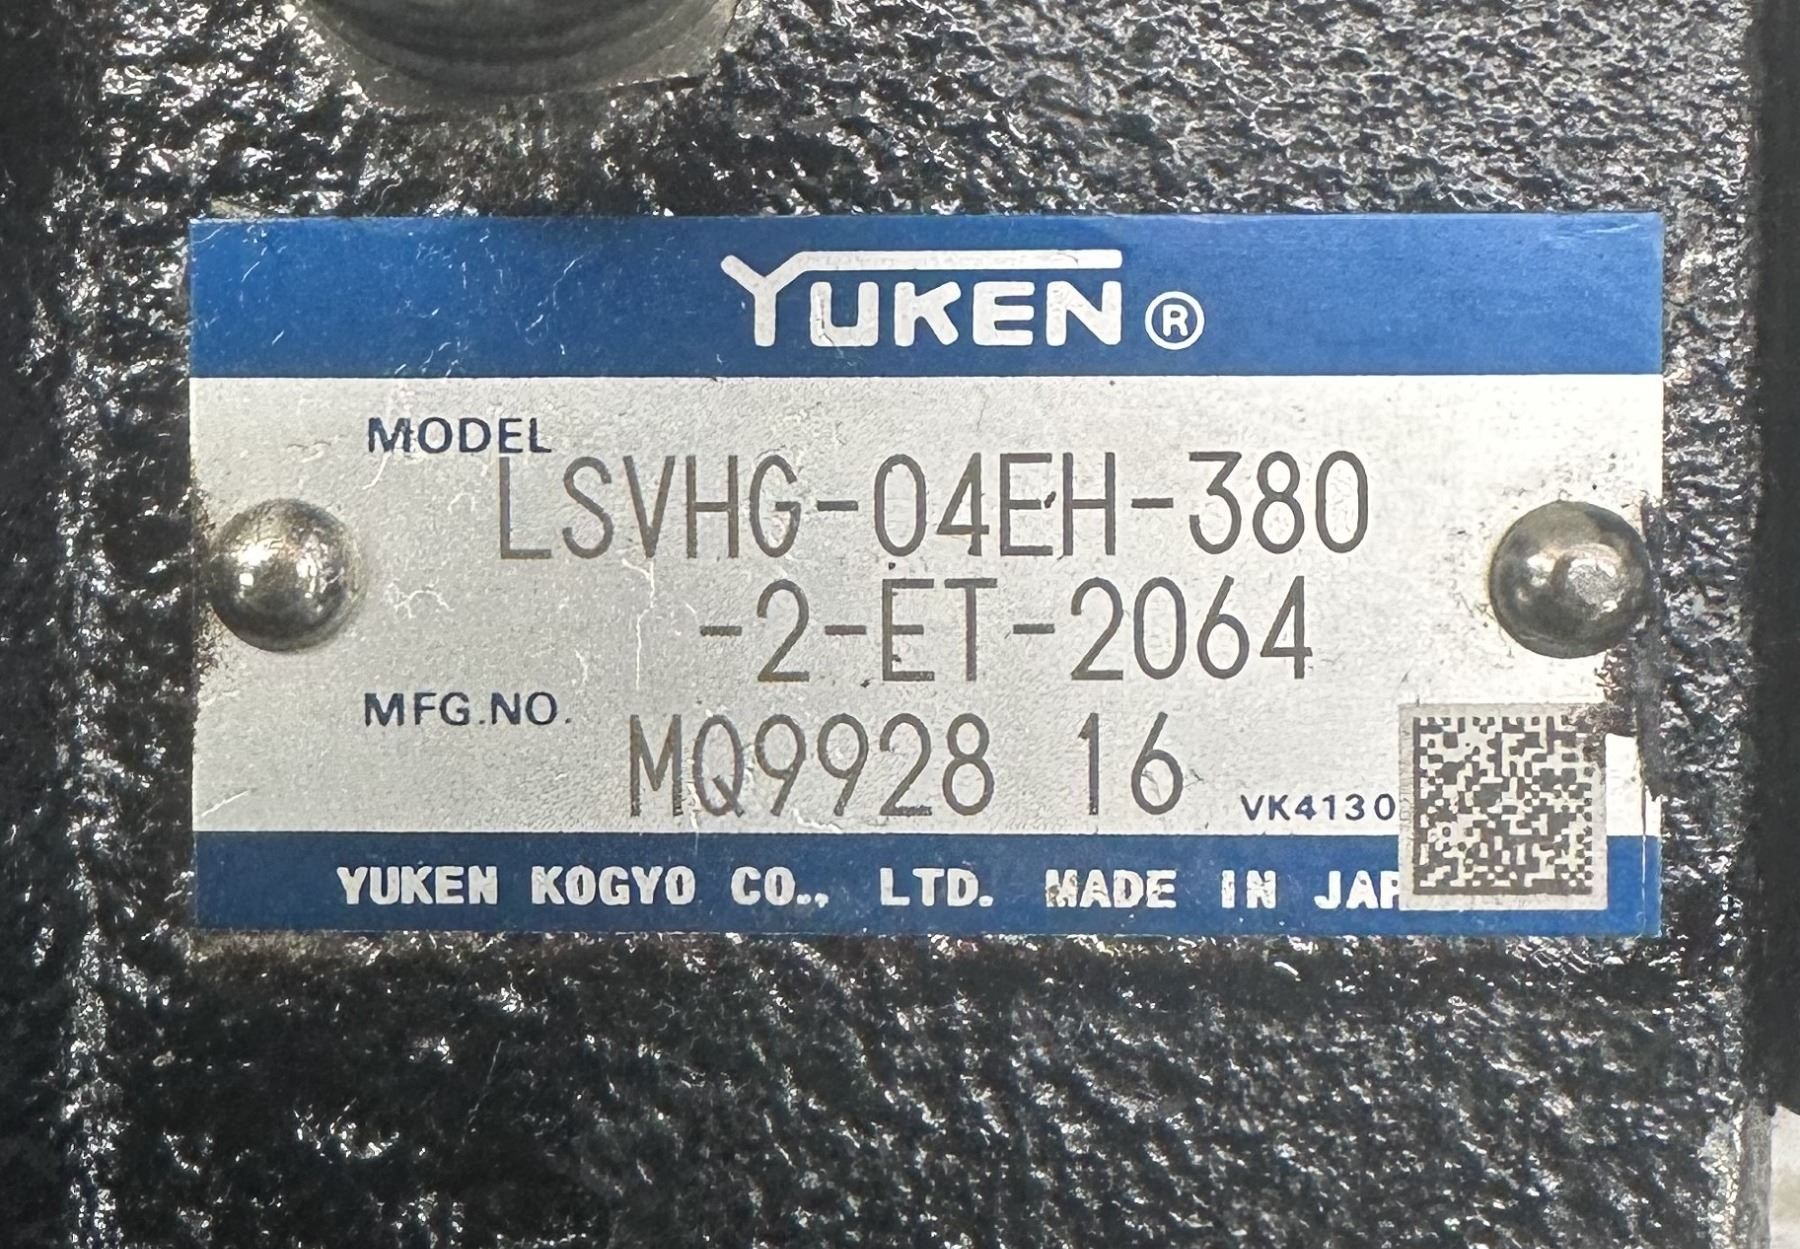 YUKEN®
MODEL
LSVHG-04EH-380
-2-ET-2064
MFG.NO.
MQ9928 16
VK4130
YUKEN KOGYO CO., LTD. MADE IN JAP